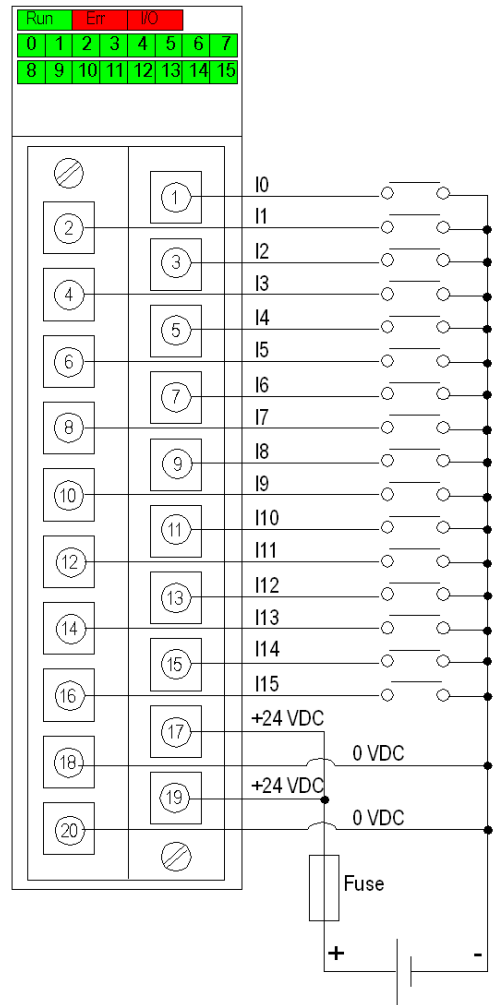 Run Err I/O
0 1 2 3 4 5 6 7
8 9 10 11 12 13 14 15
1 I0
2 I1
3 I2
4 I3
5 I4
6 I5
7 I6
8 I7
9 I8
10 I9
11 I10
12 I11
13 I12
14 I13
15 I14
16 I15
17 +24 VDC
18 0 VDC
19 +24 VDC
20 0 VDC
Fuse
+ -